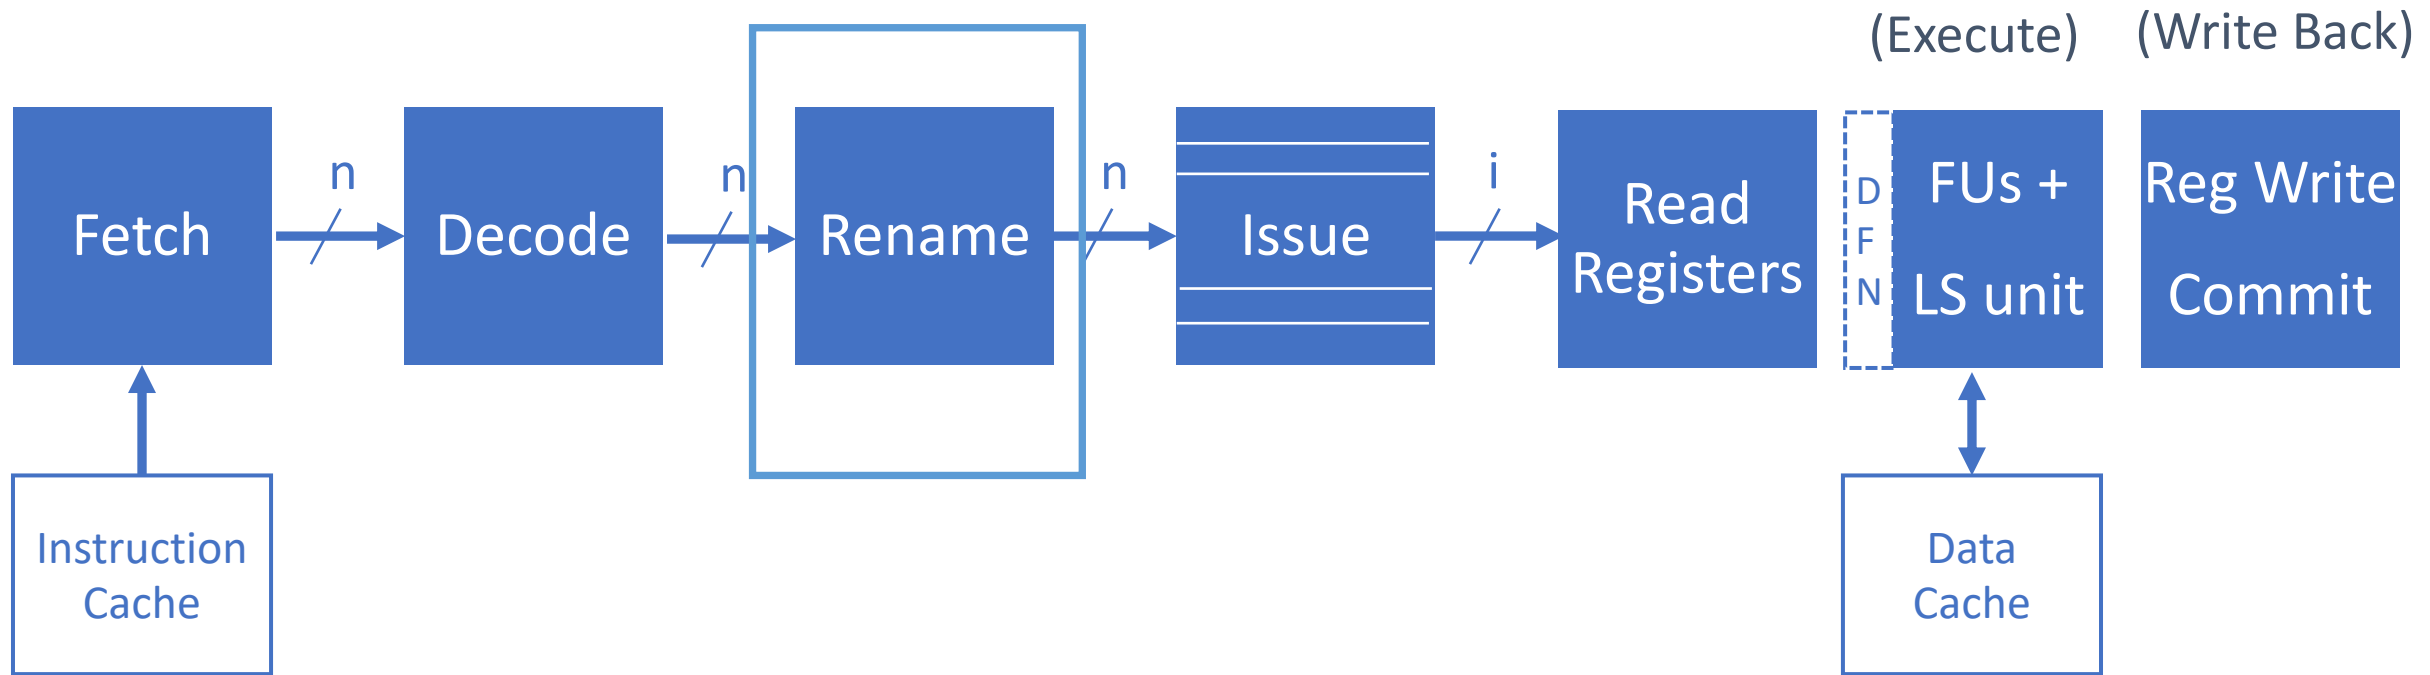 (Execute)
(Write Back)
Fetch
n
Decode
n
Rename
n
Issue
i
Read
Registers
D
F
N
FUs +
LS unit
Reg Write
Commit
Instruction
Cache
Data
Cache